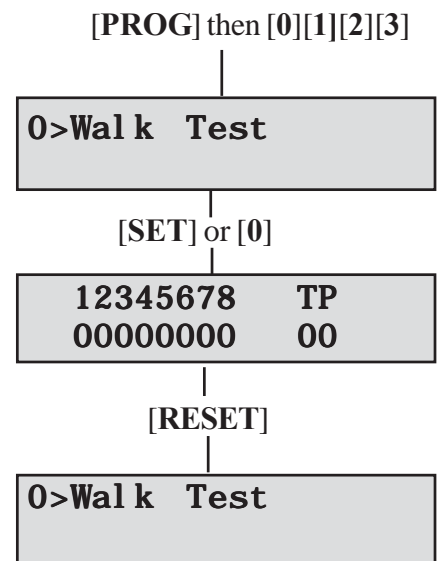 [PROG] then [0][1][2][3]
0>Walk Test
[SET] or [0]
12345678 TP
00000000 00
[RESET]
0>Walk Test